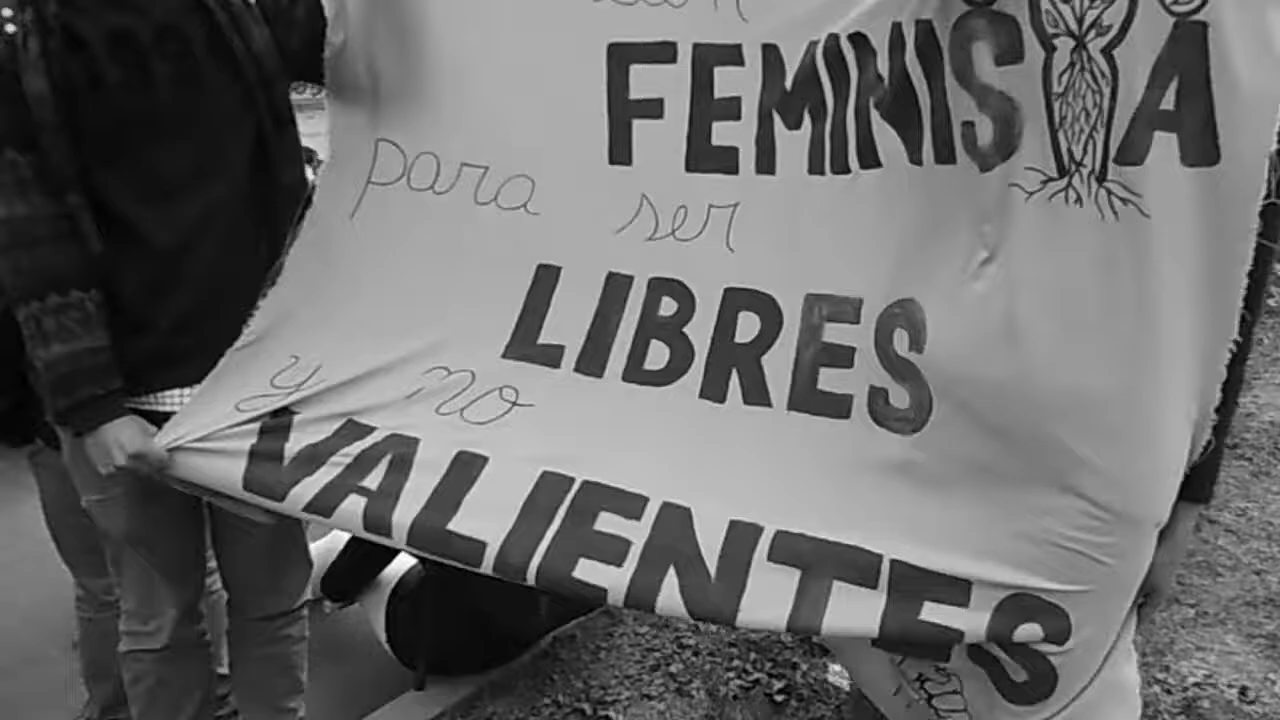 FEMINISTA
para ser
LIBRES
y no
VALIENTES